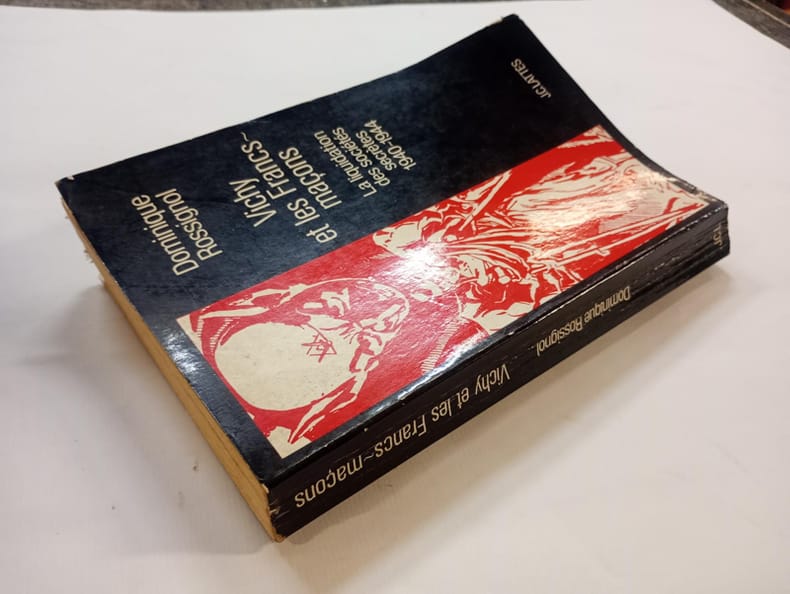 Dominique
Rossignol
Vichy
et les Francs~
maçons
La liquidation
des sociétés
secrètes
1940-1944
J.C. LATTÈS
Vichy et les Francs~maçons
Dominique Rossignol